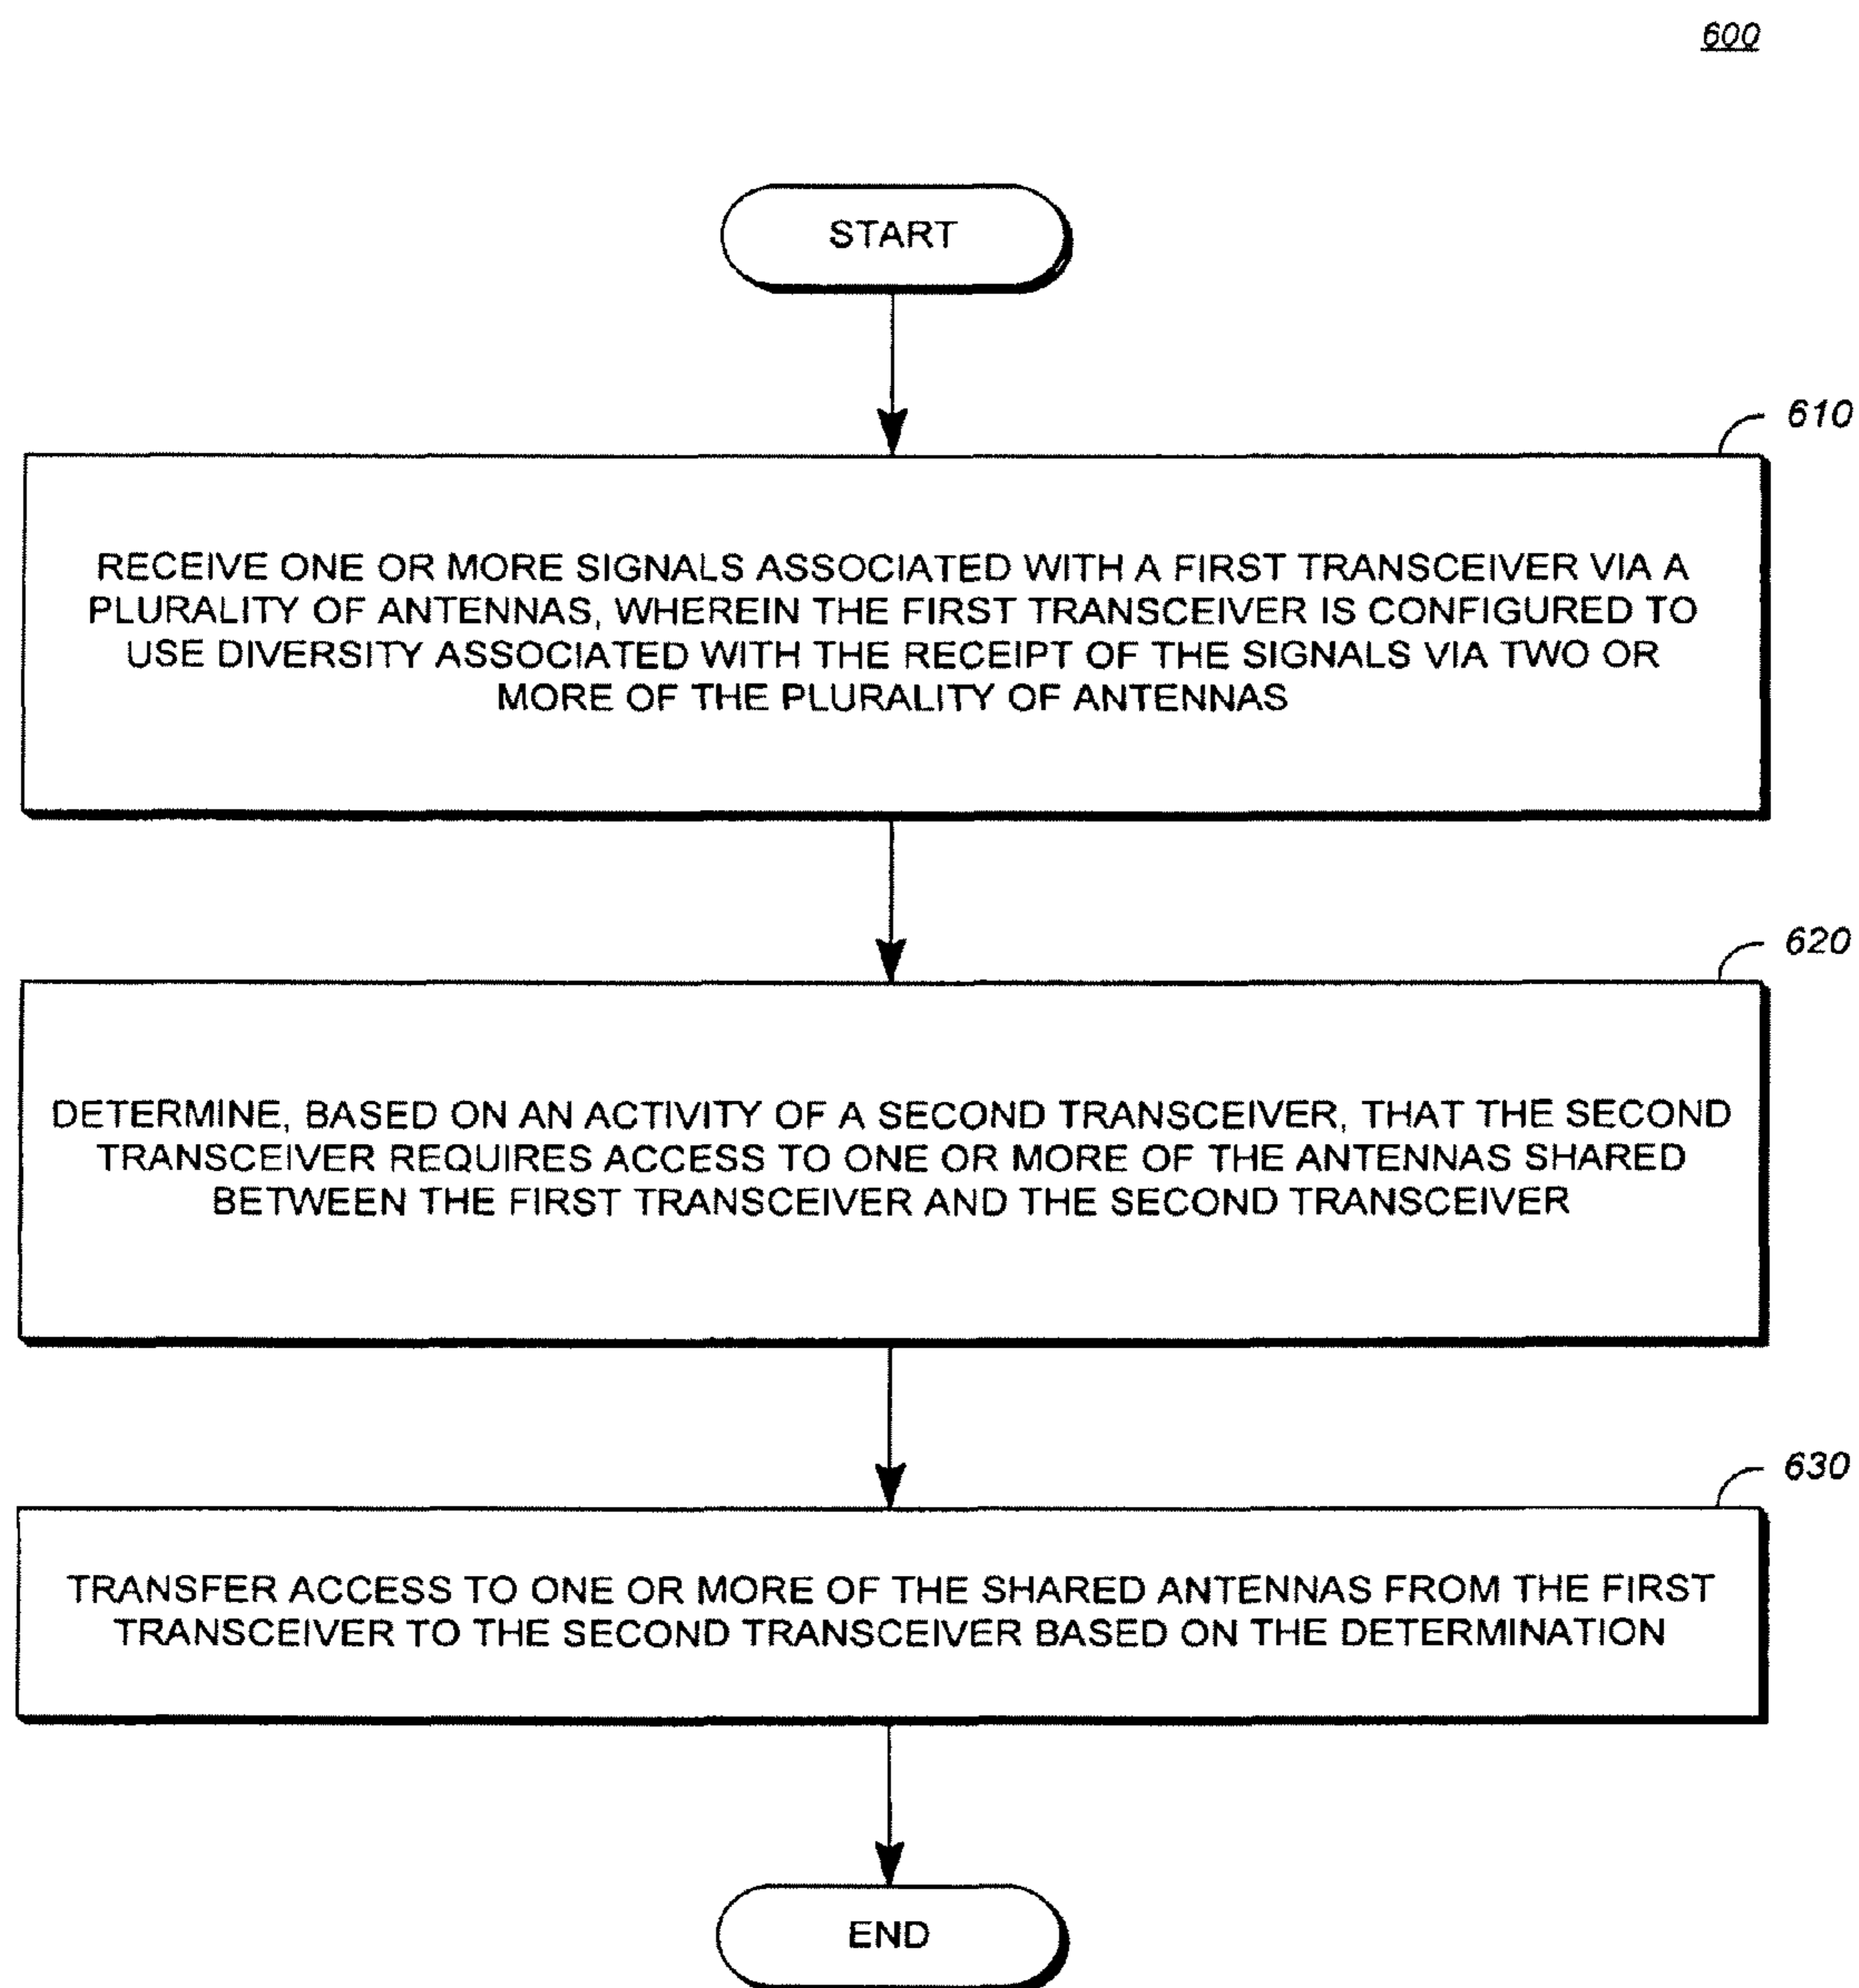 600
START
610
RECEIVE ONE OR MORE SIGNALS ASSOCIATED WITH A FIRST TRANSCEIVER VIA A
PLURALITY OF ANTENNAS, WHEREIN THE FIRST TRANSCEIVER IS CONFIGURED TO
USE DIVERSITY ASSOCIATED WITH THE RECEIPT OF THE SIGNALS VIA TWO OR
MORE OF THE PLURALITY OF ANTENNAS
620
DETERMINE, BASED ON AN ACTIVITY OF A SECOND TRANSCEIVER, THAT THE SECOND
TRANSCEIVER REQUIRES ACCESS TO ONE OR MORE OF THE ANTENNAS SHARED
BETWEEN THE FIRST TRANSCEIVER AND THE SECOND TRANSCEIVER
630
TRANSFER ACCESS TO ONE OR MORE OF THE SHARED ANTENNAS FROM THE FIRST
TRANSCEIVER TO THE SECOND TRANSCEIVER BASED ON THE DETERMINATION
END